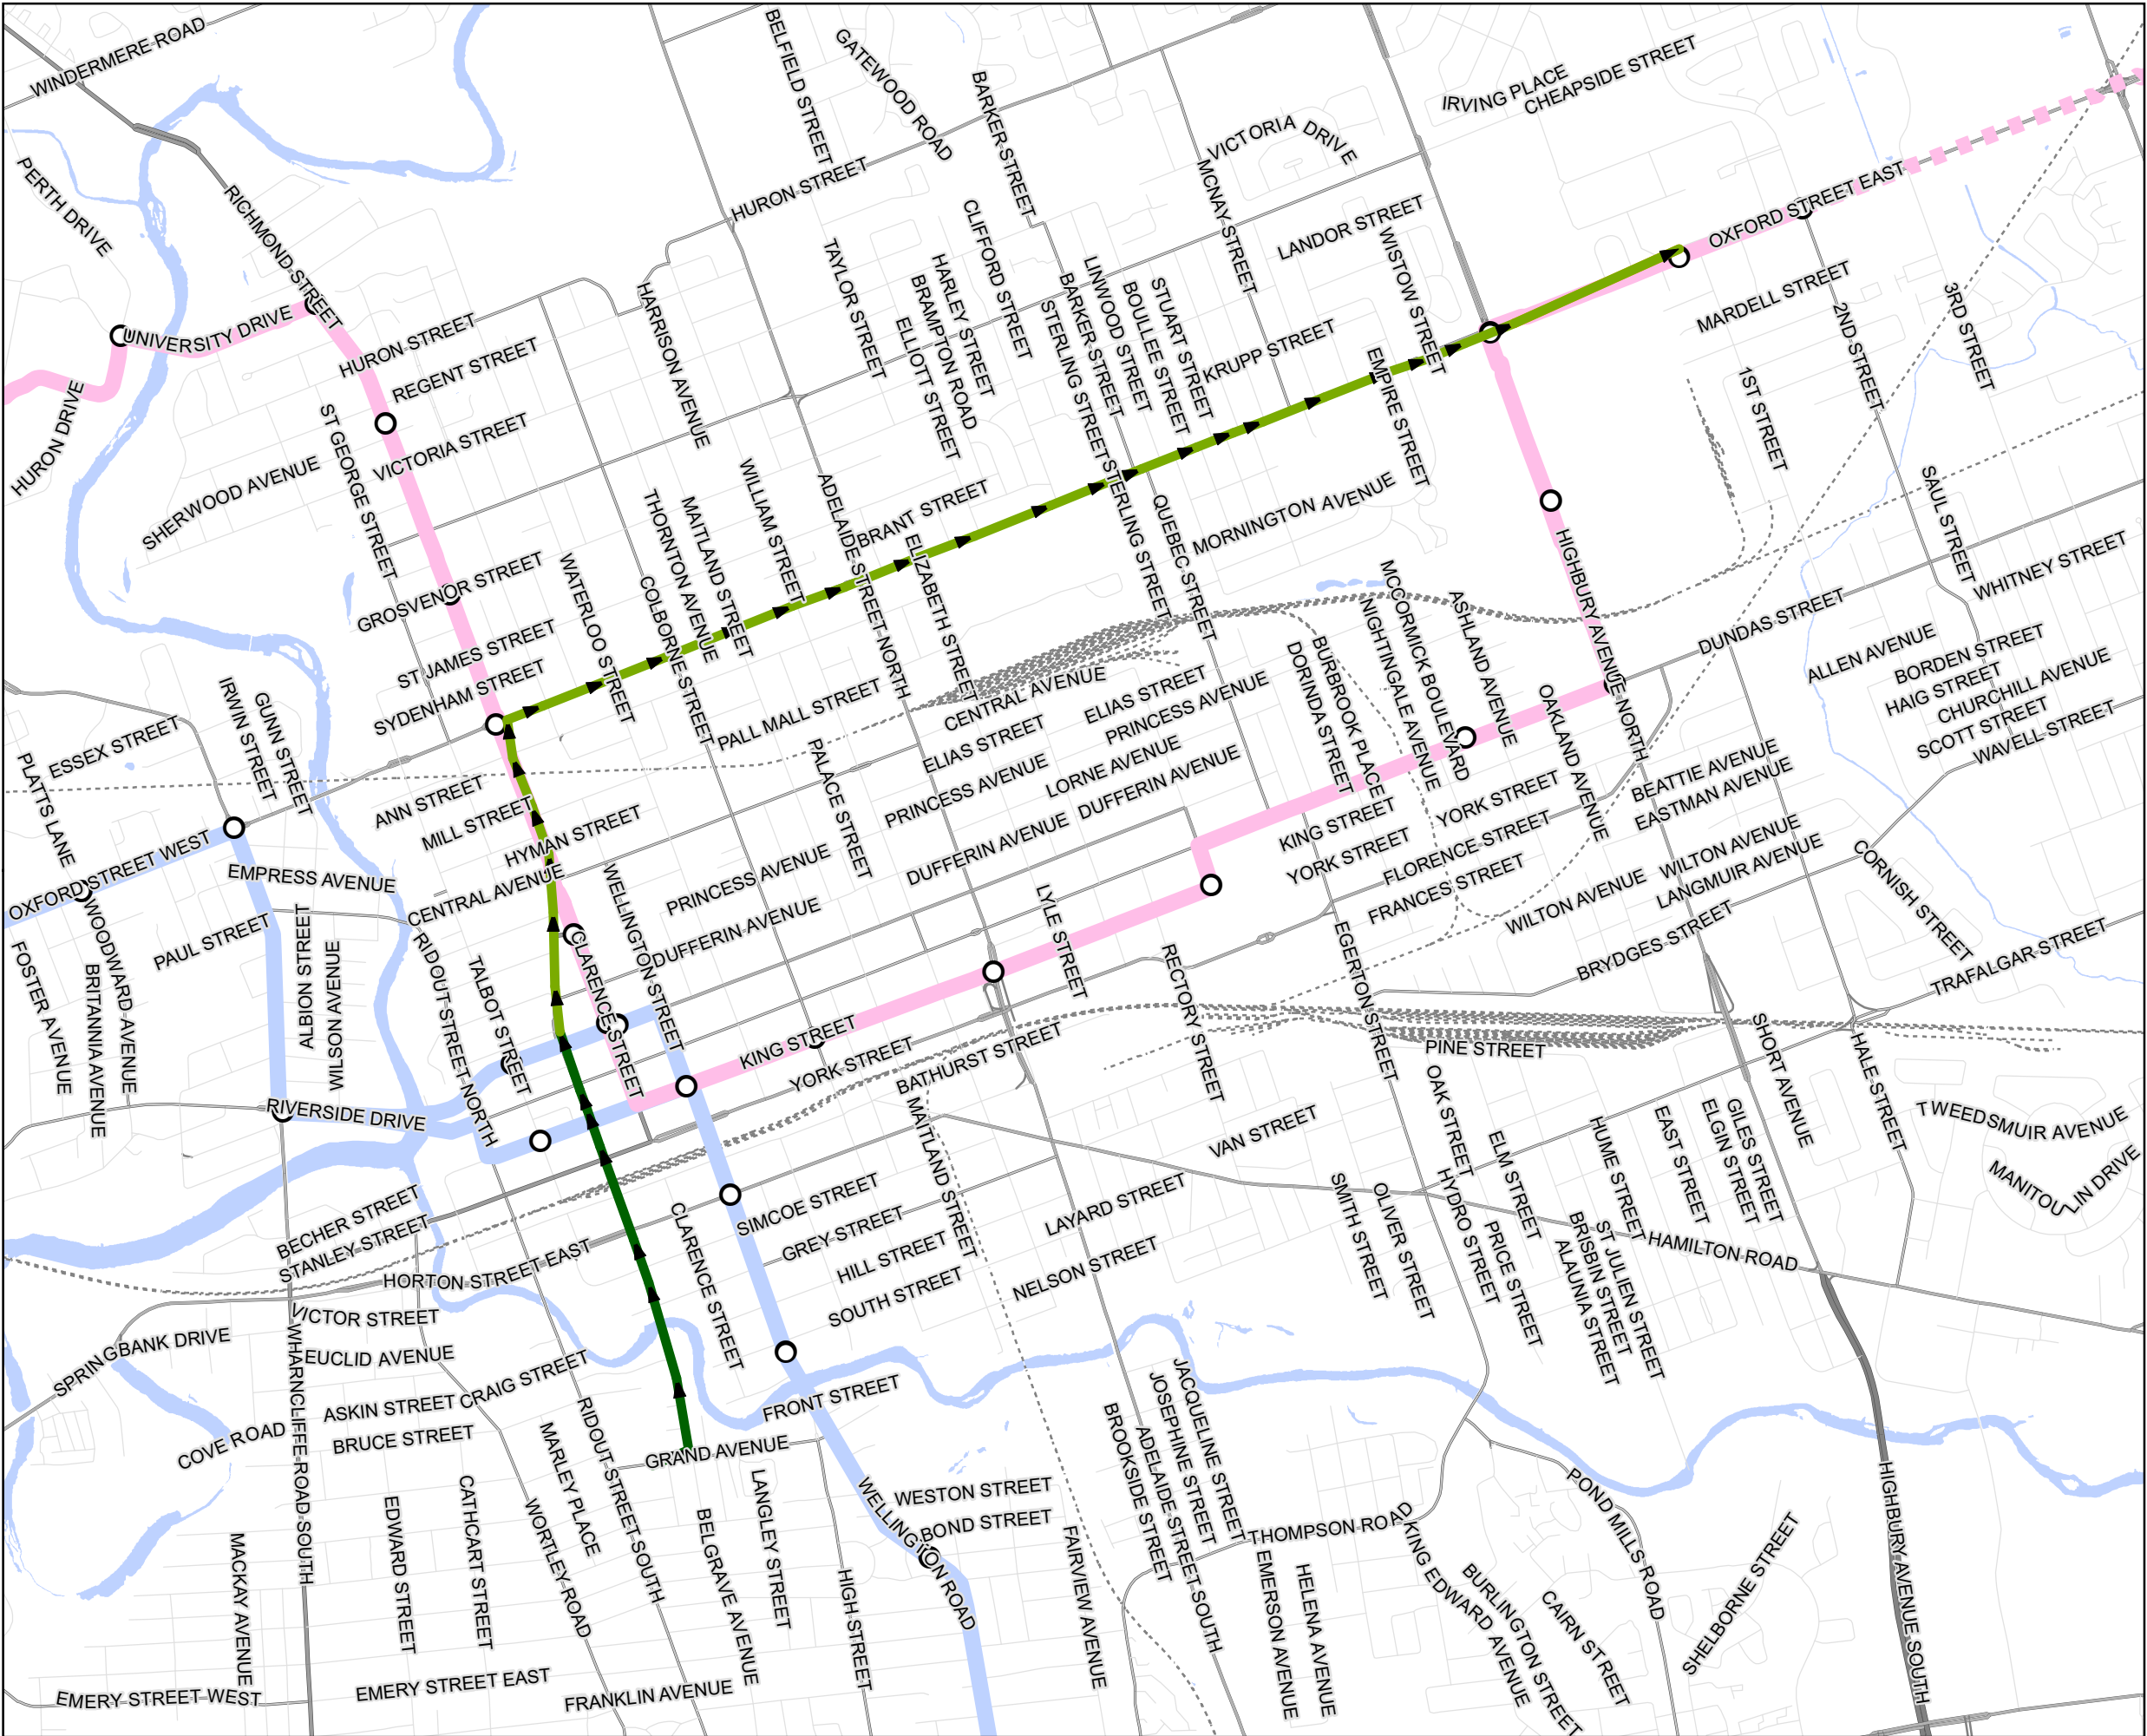 WINDERMERE ROAD
BELFIELD STREET
GATEWOOD ROAD
BARKER STREET
IRVING PLACE
CHEAPSIDE STREET
VICTORIA DRIVE
PERTH DRIVE
RICHMOND STREET
HURON STREET
MCNAY STREET
LANDOR STREET
WISTOW STREET
OXFORD STREET EAST
UNIVERSITY DRIVE
HURON STREET
REGENT STREET
HARRISON AVENUE
TAYLOR STREET
HARLEY STREET
BRAMPTON ROAD
ELLIOTT STREET
CLIFFORD STREET
STERLING STREET
BARKER STREET
LINWOOD STREET
BOULLEE STREET
STUART STREET
KRUPP STREET
EMPIRE STREET
MARDELL STREET
2ND STREET
3RD STREET
1ST STREET
HURON DRIVE
ST GEORGE STREET
VICTORIA STREET
SHERWOOD AVENUE
WILLIAM STREET
MAITLAND STREET
THORNTON AVENUE
ADELAIDE STREET NORTH
BRANT STREET
ELIZABETH STREET
STERLING STREET
QUEBEC STREET
MORNINGTON AVENUE
SAUL STREET
WHITNEY STREET
GROSVENOR STREET
WATERLOO STREET
COLBORNE STREET
ST JAMES STREET
SYDENHAM STREET
HIGHBURY AVENUE NORTH
DUNDAS STREET
MCCORMICK BOULEVARD
NIGHTINGALE AVENUE
ASHLAND AVENUE
BURBROOK PLACE
DORINDA STREET
OAKLAND AVENUE
ALLEN AVENUE
BORDEN STREET
HAIG STREET
CHURCHILL AVENUE
SCOTT STREET
WAVELL STREET
IRWIN STREET
GUNN STREET
ESSEX STREET
PLATTS LANE
PALL MALL STREET
CENTRAL AVENUE
ELIAS STREET
ELIAS STREET
PRINCESS AVENUE
PRINCESS AVENUE
LORNE AVENUE
DUFFERIN AVENUE
PALACE STREET
ANN STREET
MILL STREET
HYMAN STREET
CENTRAL AVENUE
OXFORD STREET WEST
EMPRESS AVENUE
PAUL STREET
WOODWARD AVENUE
BRITANNIA AVENUE
FOSTER AVENUE
ALBION STREET
WILSON AVENUE
RIDOUT STREET NORTH
TALBOT STREET
CLARENCE STREET
WELLINGTON STREET
PRINCESS AVENUE
DUFFERIN AVENUE
DUFFERIN AVENUE
LYLE STREET
KING STREET
YORK STREET
YORK STREET
FLORENCE STREET
FRANCES STREET
BEATTIE AVENUE
EASTMAN AVENUE
WILTON AVENUE
WILTON AVENUE
LANGMUIR AVENUE
CORNISH STREET
BRYDGES STREET
TRAFALGAR STREET
EGERTON STREET
RECTORY STREET
KING STREET
YORK STREET
BATHURST STREET
PINE STREET
SHORT AVENUE
HALE STREET
RIVERSIDE DRIVE
MAITLAND STREET
VAN STREET
OAK STREET
ELM STREET
HUME STREET
EAST STREET
ELGIN STREET
GILES STREET
TWEEDSMUIR AVENUE
MANITOULIN DRIVE
BECHER STREET
STANLEY STREET
HORTON STREET EAST
CLARENCE STREET
SIMCOE STREET
GREY STREET
HILL STREET
SOUTH STREET
LAYARD STREET
NELSON STREET
SMITH STREET
OLIVER STREET
HYDRO STREET
PRICE STREET
ALAUNIA STREET
BRISBIN STREET
ST JULIEN STREET
HAMILTON ROAD
VICTOR STREET
SPRINGBANK DRIVE
WHARNCLIFFE ROAD SOUTH
EUCLID AVENUE
ASKIN STREET
CRAIG STREET
BRUCE STREET
COVE ROAD
FRONT STREET
GRAND AVENUE
MARLEY PLACE
RIDOUT STREET SOUTH
LANGLEY STREET
BELGRAVE AVENUE
WELLINGTON ROAD
WESTON STREET
BOND STREET
HIGH STREET
FAIRVIEW AVENUE
BROOKSIDE STREET
ADELAIDE STREET SOUTH
JOSEPHINE STREET
JACQUELINE STREET
THOMPSON ROAD
EMERSON AVENUE
HELENA AVENUE
KING EDWARD AVENUE
BURLINGTON STREET
CAIRN STREET
POND MILLS ROAD
SHELBORNE STREET
HIGHBURY AVENUE SOUTH
MACKAY AVENUE
EDWARD STREET
CATHCART STREET
WORTLEY ROAD
EMERY STREET WEST
EMERY STREET EAST
FRANKLIN AVENUE